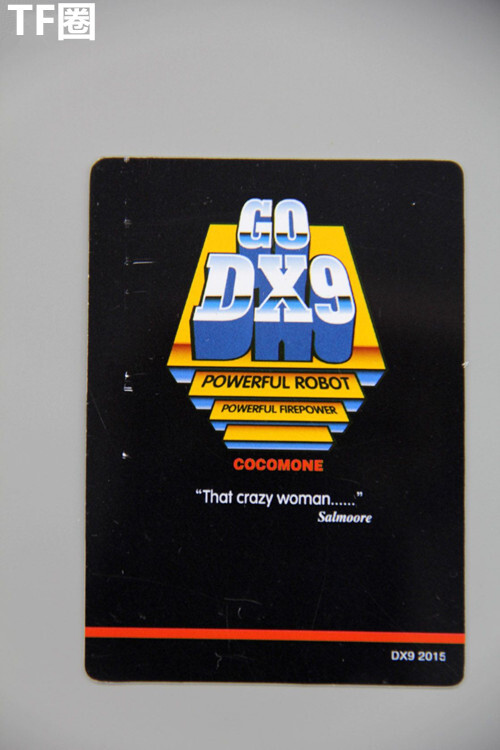 TF圈
GO
DX9
POWERFUL ROBOT
POWERFUL FIREPOWER
COCOMONE
“That crazy woman......”
Salmoore
DX9 2015